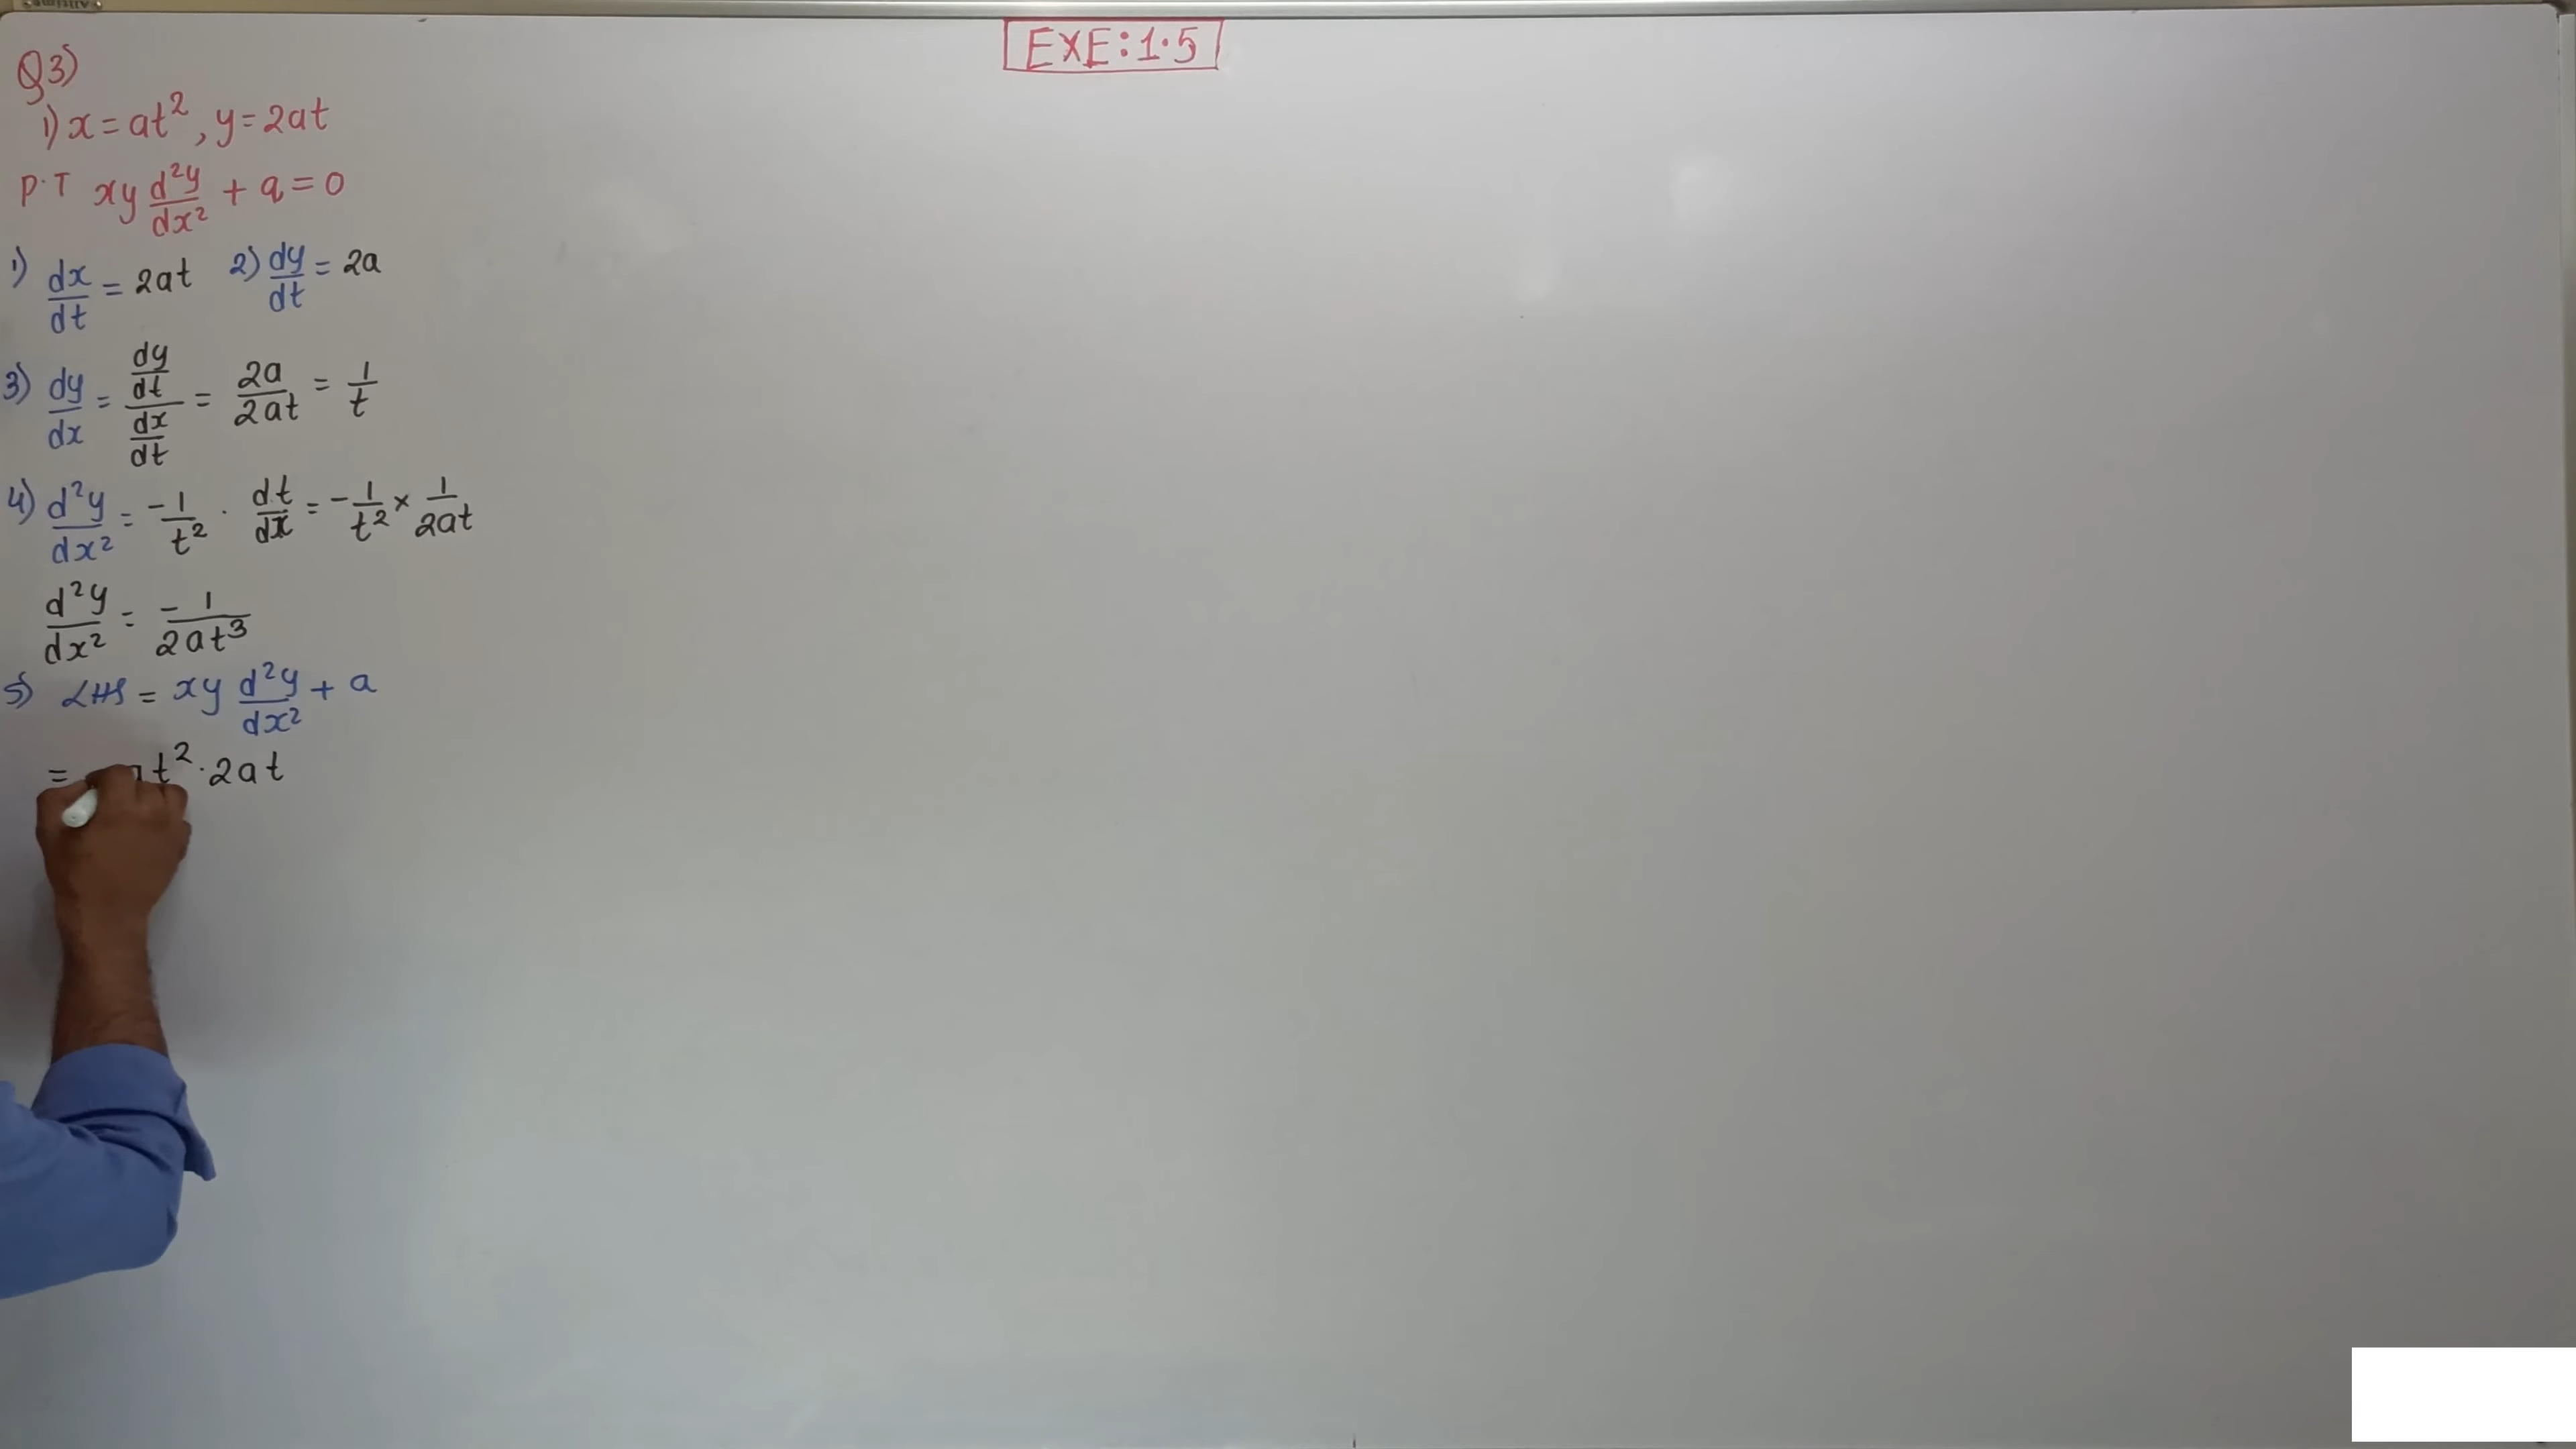 EXE:1.5
Q3)
1) x = at², y = 2at
P.T xy d²y/dx² + a = 0
1) dx/dt = 2at 2) dy/dt = 2a
3) dy/dx = (dy/dt)/(dx/dt) = 2a/2at = 1/t
4) d²y/dx² = -1/t² · dt/dx = -1/t² × 1/2at
d²y/dx² = -1/2at³
5) LHS = xy d²y/dx² + a
= t² · 2at